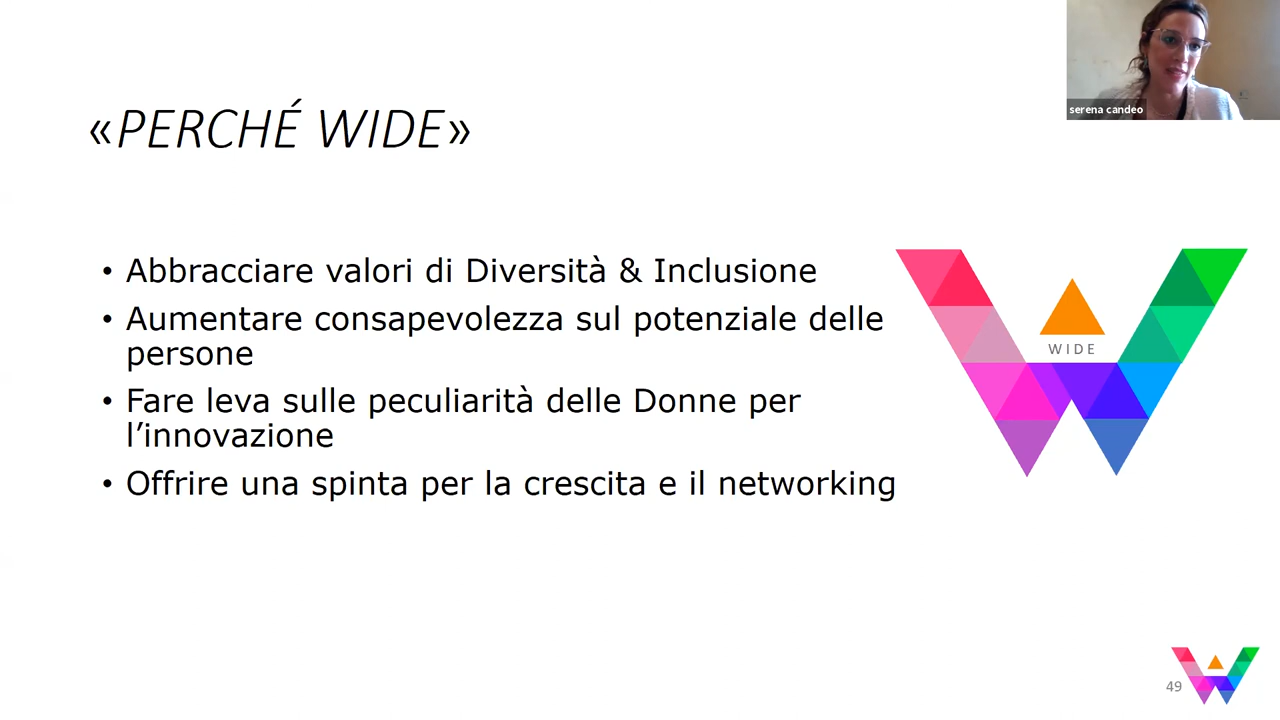 serena candeo
«PERCHÉ WIDE»
• Abbracciare valori di Diversità & Inclusione
• Aumentare consapevolezza sul potenziale delle
persone
• Fare leva sulle peculiarità delle Donne per
l’innovazione
• Offrire una spinta per la crescita e il networking
WIDE
49